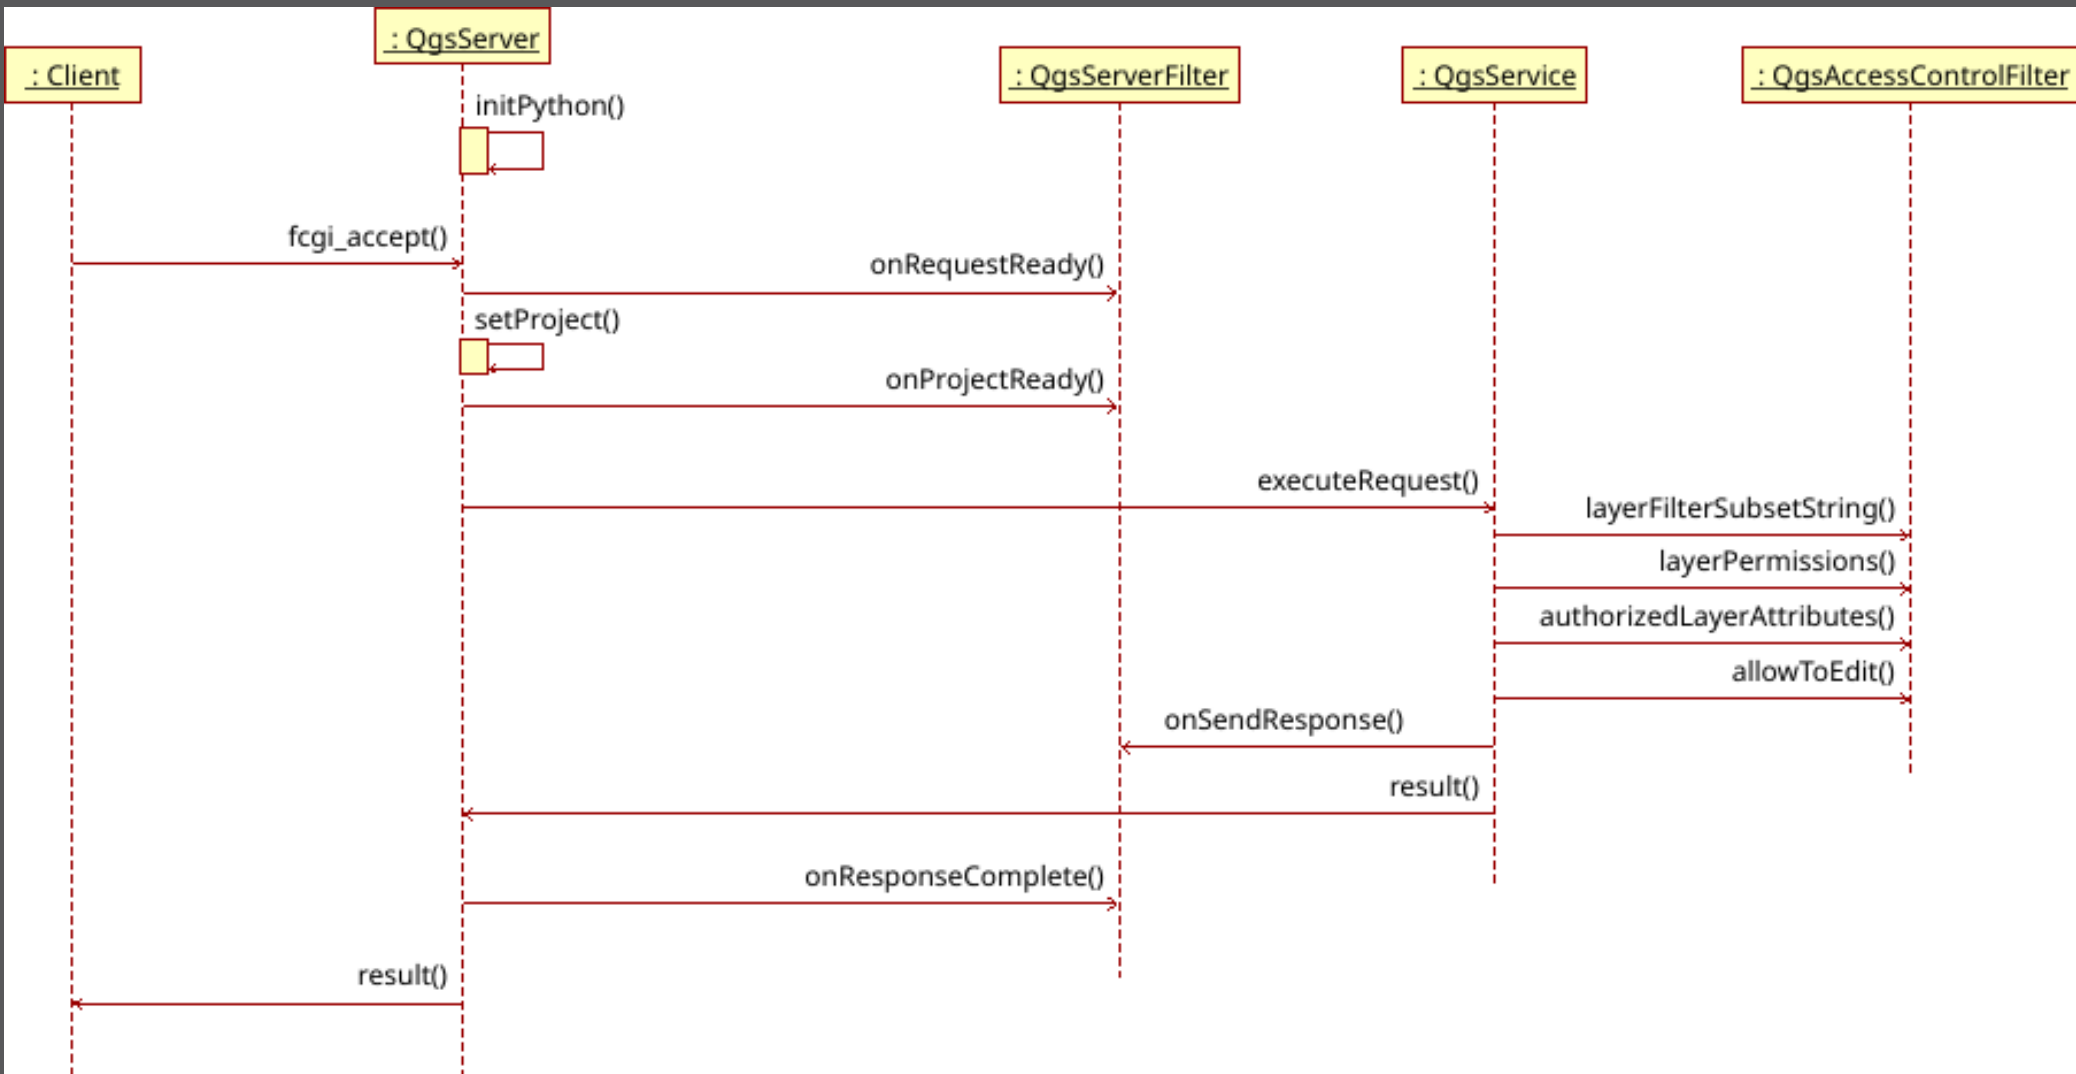 : QgsServer
: Client
: QgsServerFilter
: QgsService
: QgsAccessControlFilter
initPython()
fcgi_accept()
onRequestReady()
setProject()
onProjectReady()
executeRequest()
layerFilterSubsetString()
layerPermissions()
authorizedLayerAttributes()
allowToEdit()
onSendResponse()
result()
onResponseComplete()
result()